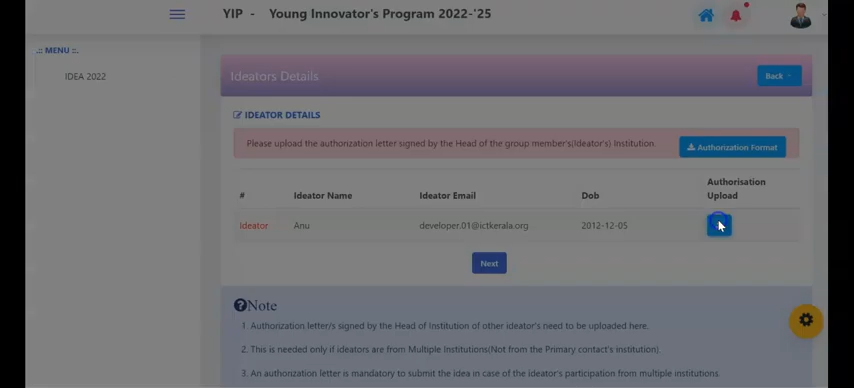 YIP - Young Innovator's Program 2022-'25
.:: MENU ::.
IDEA 2022
Ideators Details
Back
IDEATOR DETAILS
Please upload the authorization letter signed by the Head of the group member's(Ideator's) Institution.
Authorization Format
# Ideator Name Ideator Email Dob Authorisation Upload
Ideator Anu developer.01@ictkerala.org 2012-12-05
Next
Note
1. Authorization letter/s signed by the Head of Institution of other ideator's need to be uploaded here.
2. This is needed only if ideators are from Multiple Institutions(Not from the Primary contact's institution).
3. An authorization letter is mandatory to submit the idea in case of the ideator's participation from multiple institutions.